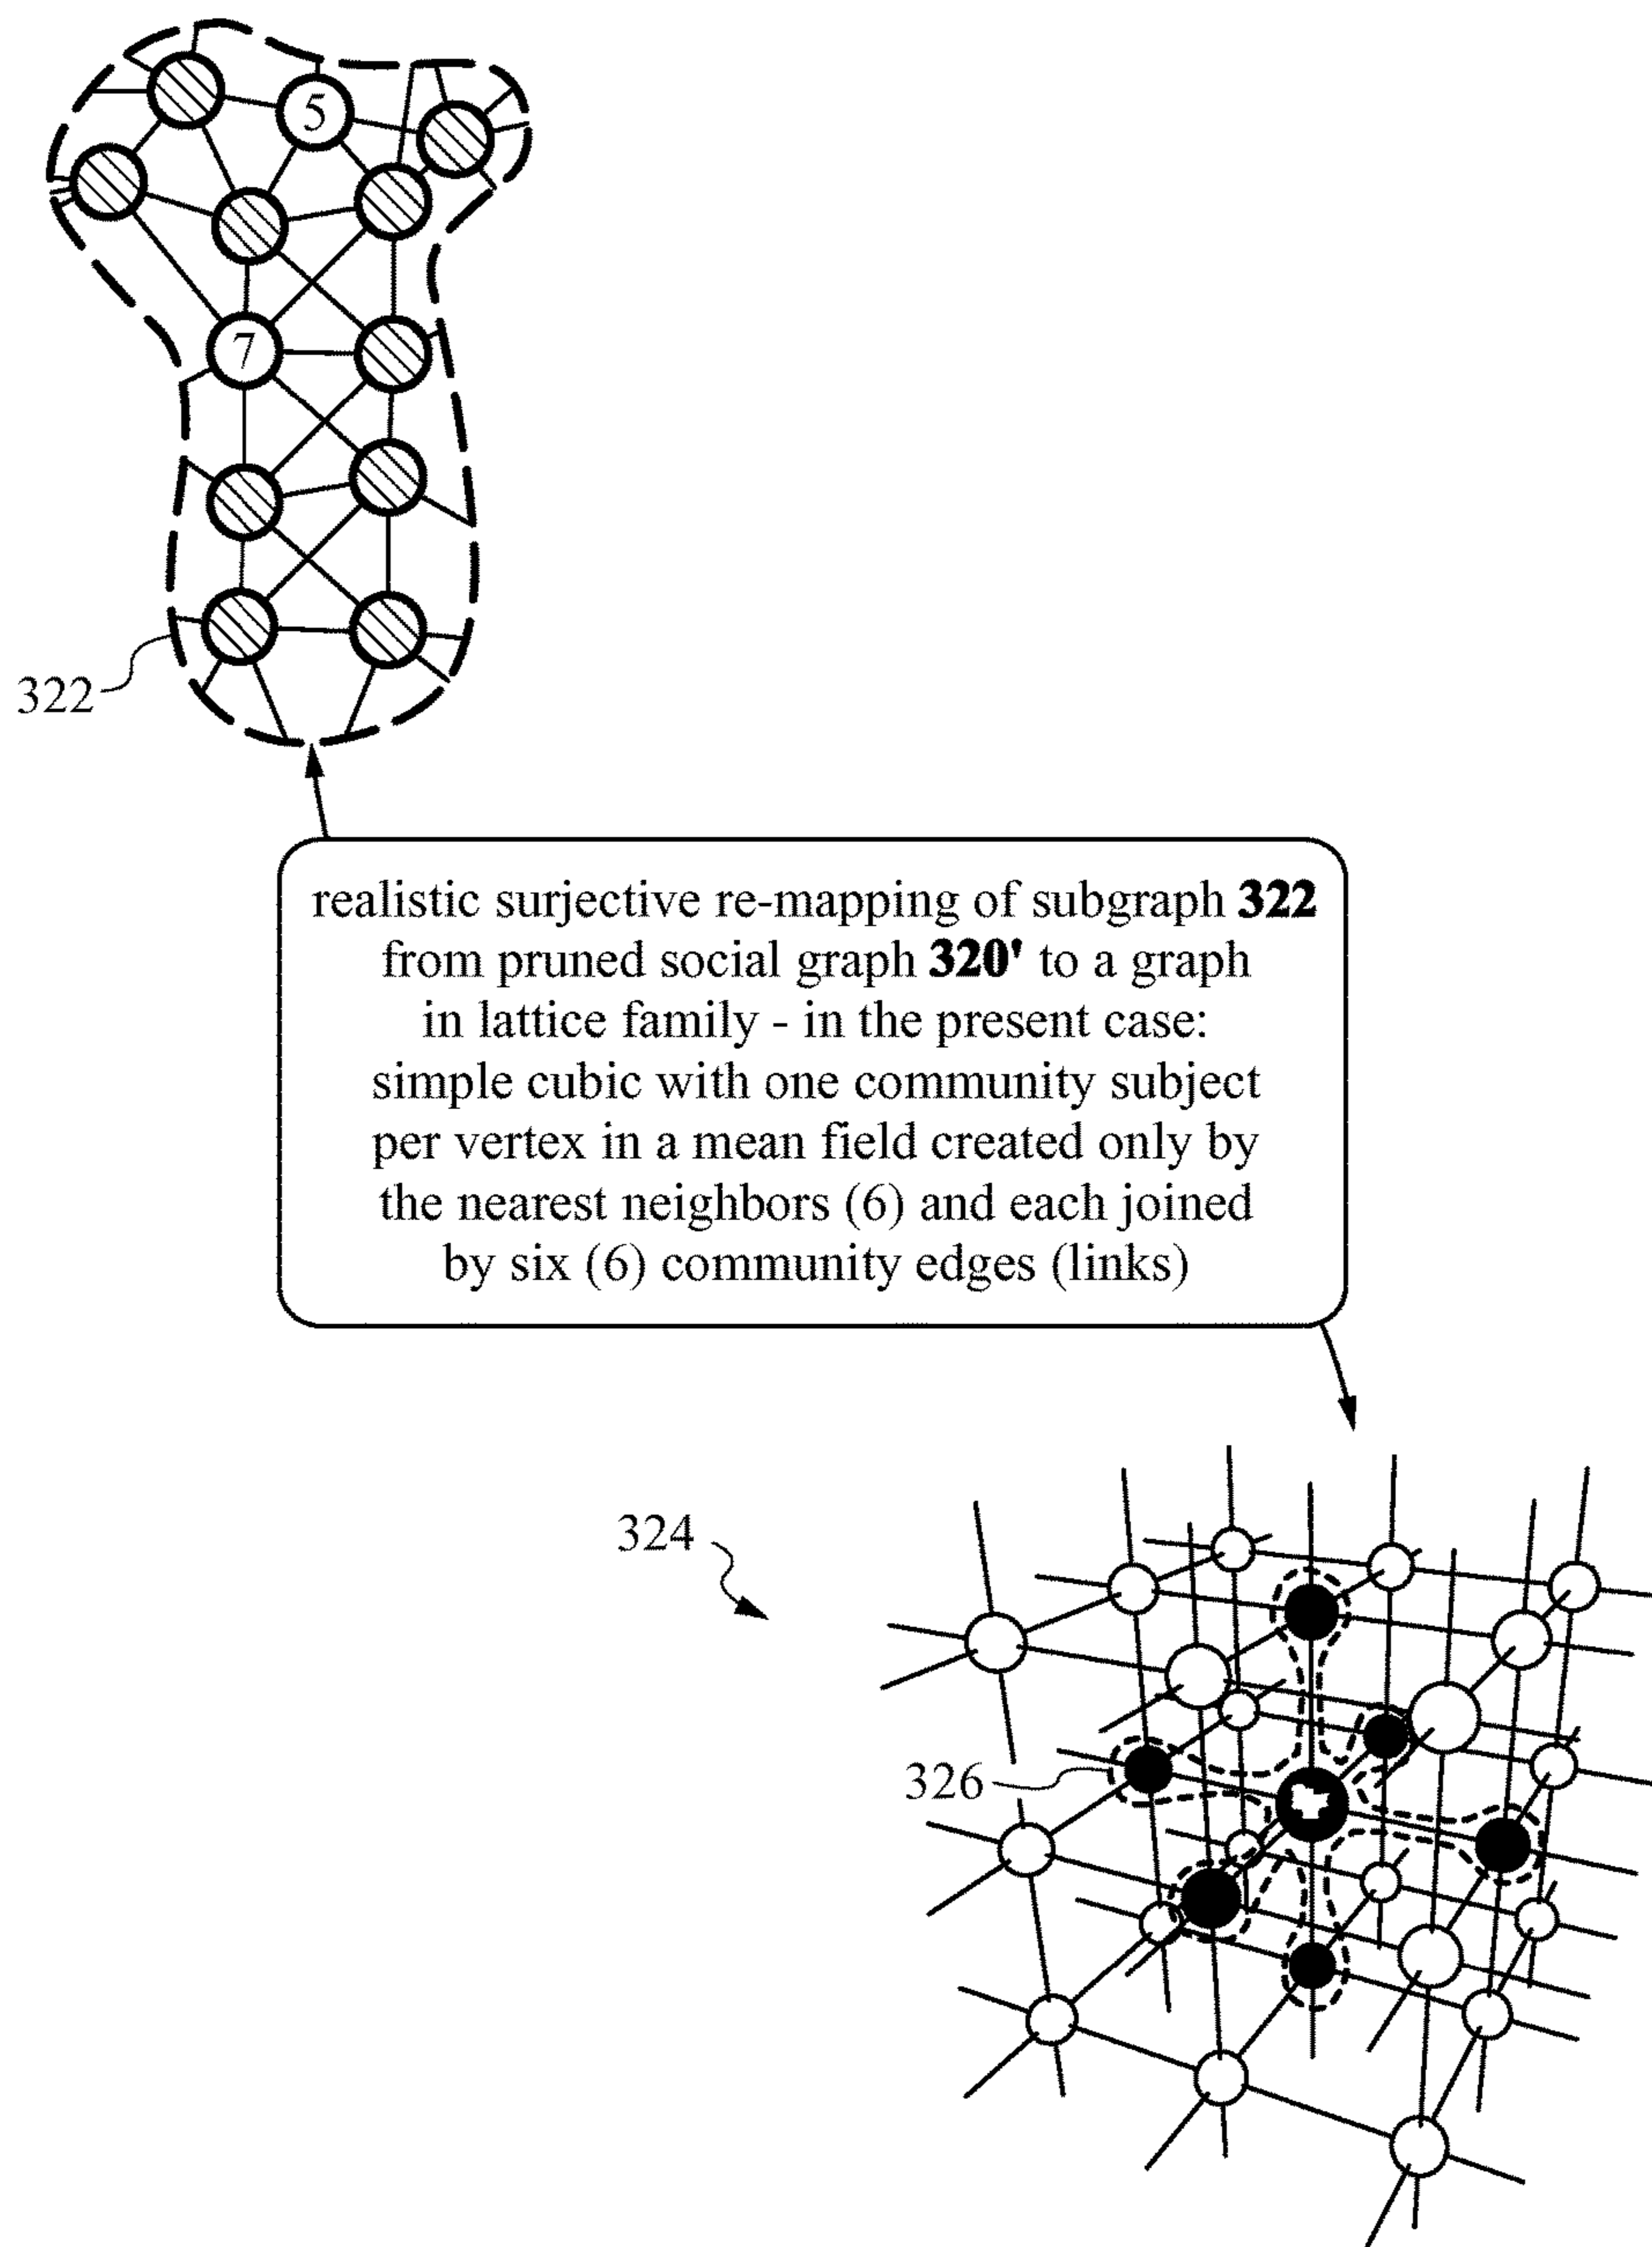 5
7
322
realistic surjective re-mapping of subgraph 322
from pruned social graph 320' to a graph
in lattice family - in the present case:
simple cubic with one community subject
per vertex in a mean field created only by
the nearest neighbors (6) and each joined
by six (6) community edges (links)
324
326